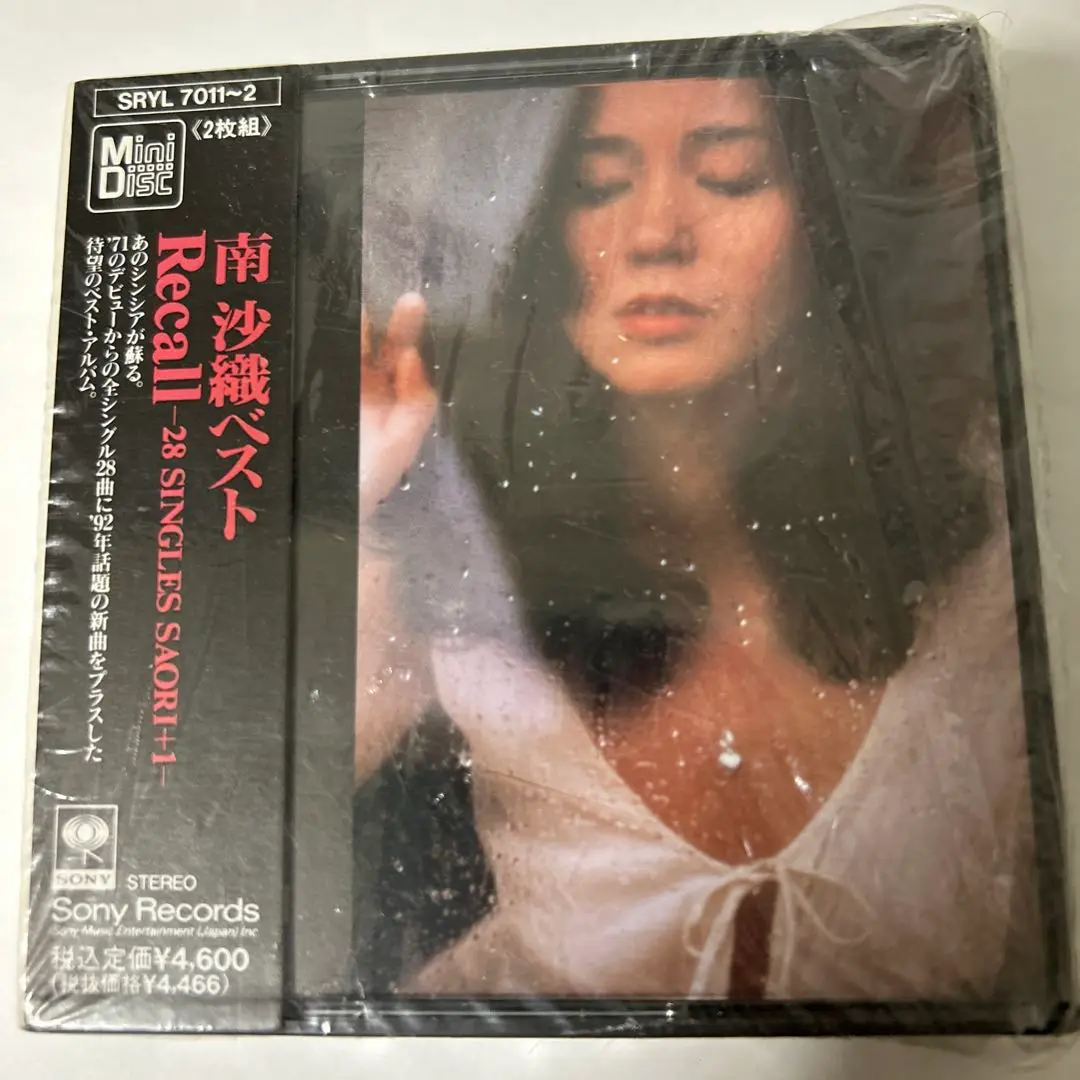 SRYL 7011~2
Mini Disc
《2枚組》
南 沙織ベスト
Recall
-28 SINGLES SAORI+1-
あのシンシアが蘇る。
'71のデビューからの全シングル28曲に'92年話題の新曲をプラスした
待望のベスト・アルバム。
SONY
STEREO
Sony Records
Sony Music Entertainment (Japan) Inc
税込定価¥4,600
(税抜価格¥4,466)